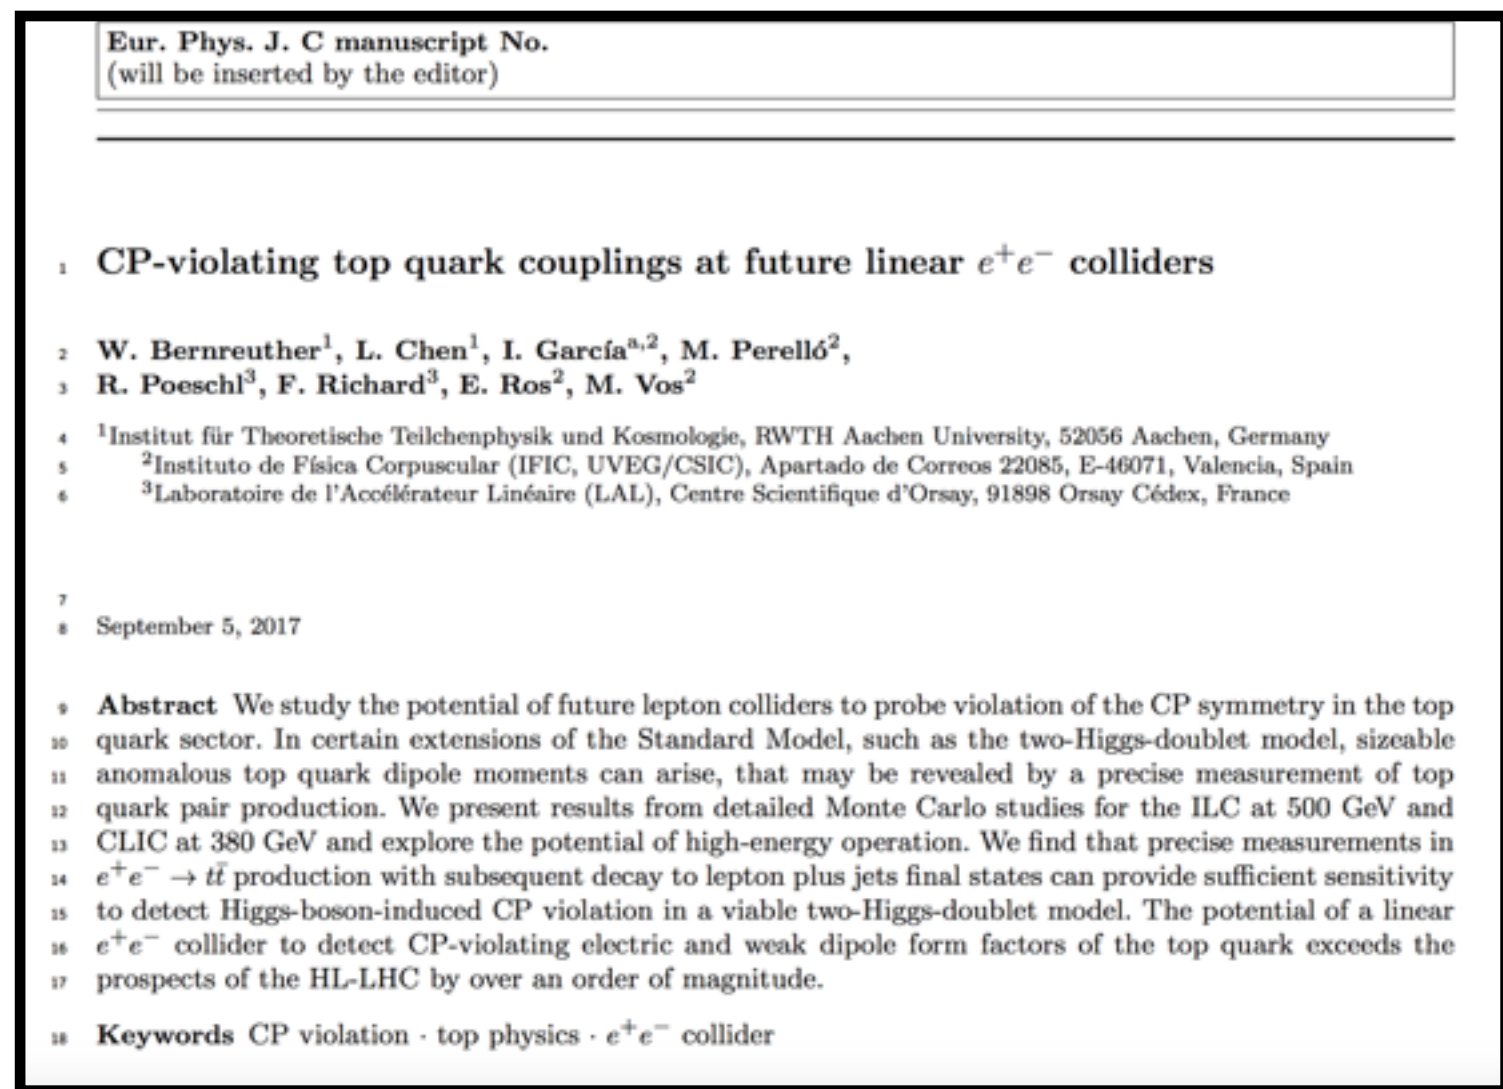 Eur. Phys. J. C manuscript No.
(will be inserted by the editor)
1 CP-violating top quark couplings at future linear e⁺e⁻ colliders
2 W. Bernreuther¹, L. Chen¹, I. Garcíaᵃ,², M. Perelló²,
3 R. Poeschl³, F. Richard³, E. Ros², M. Vos²
4 ¹Institut für Theoretische Teilchenphysik und Kosmologie, RWTH Aachen University, 52056 Aachen, Germany
5 ²Instituto de Física Corpuscular (IFIC, UVEG/CSIC), Apartado de Correos 22085, E-46071, Valencia, Spain
6 ³Laboratoire de l'Accélérateur Linéaire (LAL), Centre Scientifique d'Orsay, 91898 Orsay Cédex, France
7
8 September 5, 2017
9 Abstract We study the potential of future lepton colliders to probe violation of the CP symmetry in the top
10 quark sector. In certain extensions of the Standard Model, such as the two-Higgs-doublet model, sizeable
11 anomalous top quark dipole moments can arise, that may be revealed by a precise measurement of top
12 quark pair production. We present results from detailed Monte Carlo studies for the ILC at 500 GeV and
13 CLIC at 380 GeV and explore the potential of high-energy operation. We find that precise measurements in
14 e⁺e⁻ → tt̄ production with subsequent decay to lepton plus jets final states can provide sufficient sensitivity
15 to detect Higgs-boson-induced CP violation in a viable two-Higgs-doublet model. The potential of a linear
16 e⁺e⁻ collider to detect CP-violating electric and weak dipole form factors of the top quark exceeds the
17 prospects of the HL-LHC by over an order of magnitude.
18 Keywords CP violation · top physics · e⁺e⁻ collider